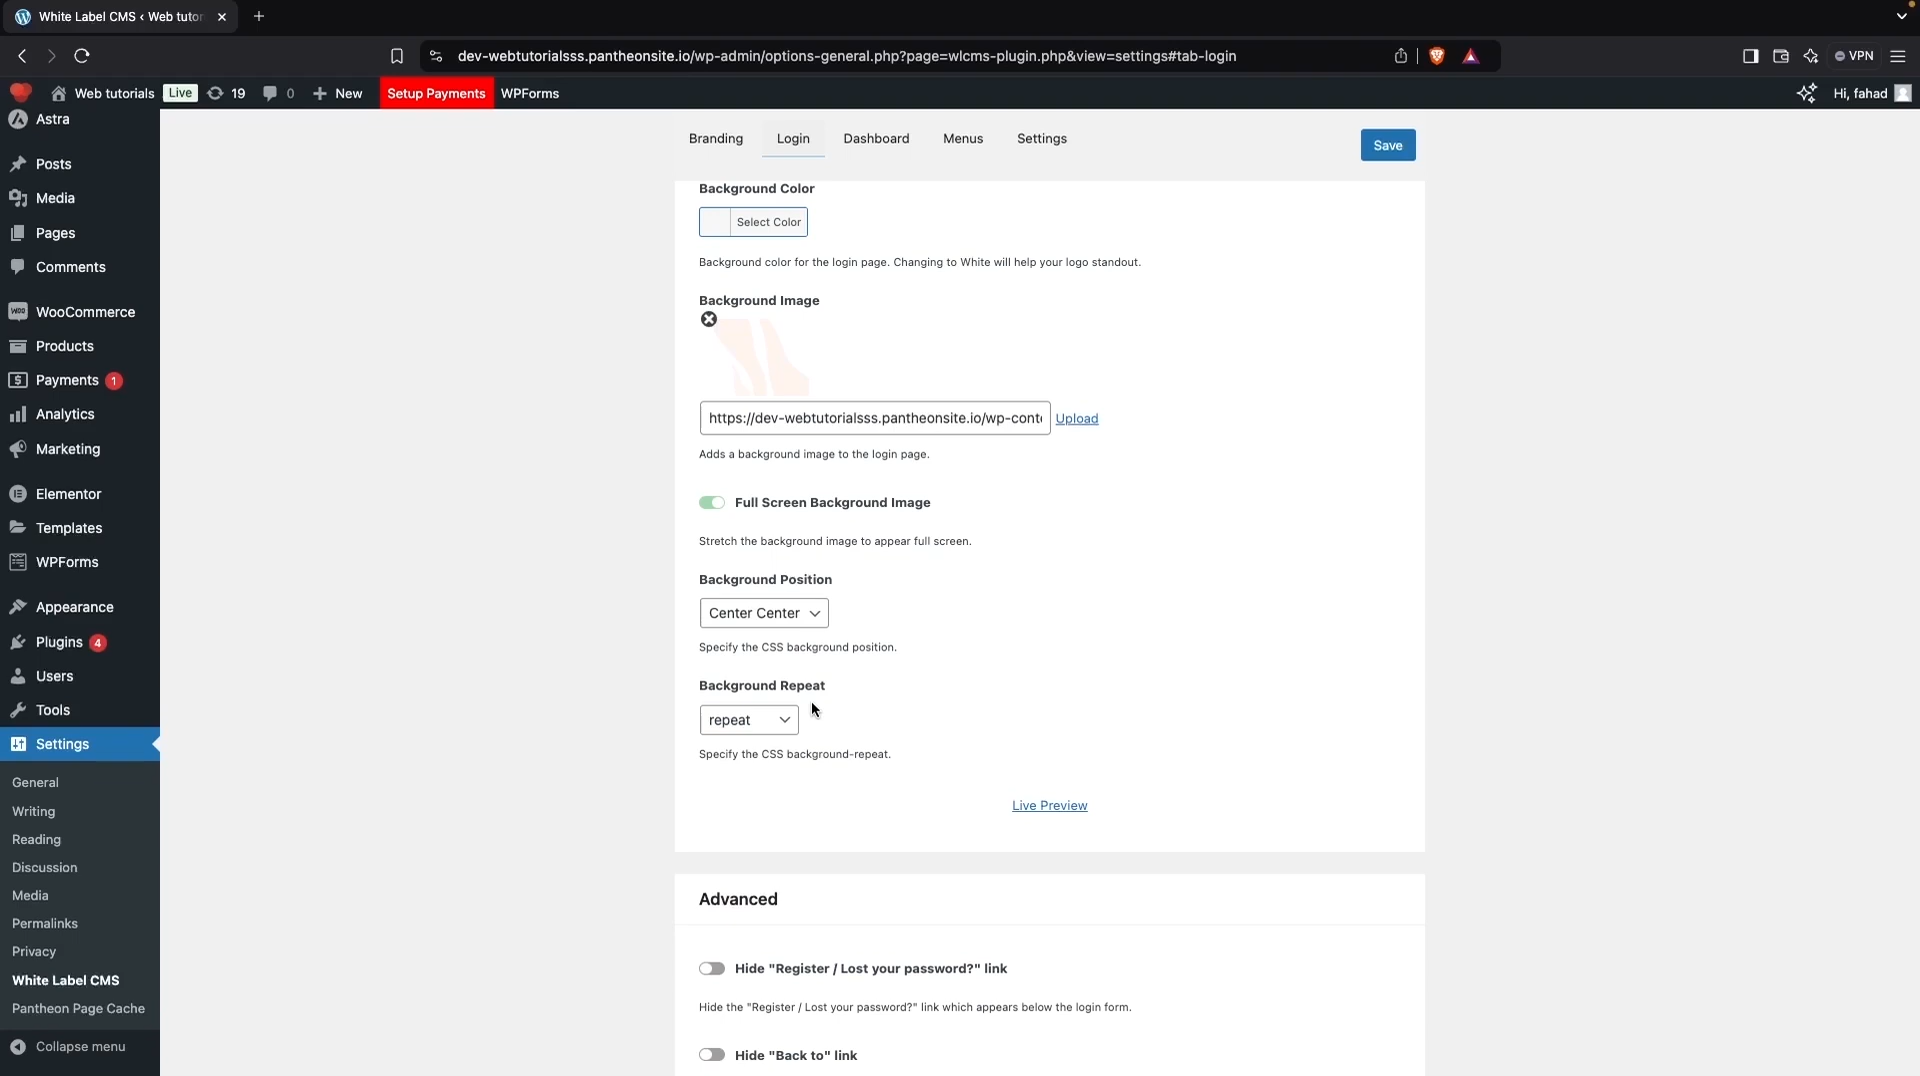 White Label CMS ‹ Web tutor
dev-webtutorialsss.pantheonsite.io/wp-admin/options-general.php?page=wlcms-plugin.php&view=settings#tab-login
VPN
Web tutorials Live 19 0 New Setup Payments WPForms
Hi, fahad
Astra
Posts
Media
Pages
Comments
WooCommerce
Products
Payments 1
Analytics
Marketing
Elementor
Templates
WPForms
Appearance
Plugins 4
Users
Tools
Settings
General
Writing
Reading
Discussion
Media
Permalinks
Privacy
White Label CMS
Pantheon Page Cache
Collapse menu
Branding Login Dashboard Menus Settings
Save
Background Color
Select Color
Background color for the login page. Changing to White will help your logo standout.
Background Image
https://dev-webtutorialsss.pantheonsite.io/wp-conte Upload
Adds a background image to the login page.
Full Screen Background Image
Stretch the background image to appear full screen.
Background Position
Center Center
Specify the CSS background position.
Background Repeat
repeat
Specify the CSS background-repeat.
Live Preview
Advanced
Hide "Register / Lost your password?" link
Hide the "Register / Lost your password?" link which appears below the login form.
Hide "Back to" link